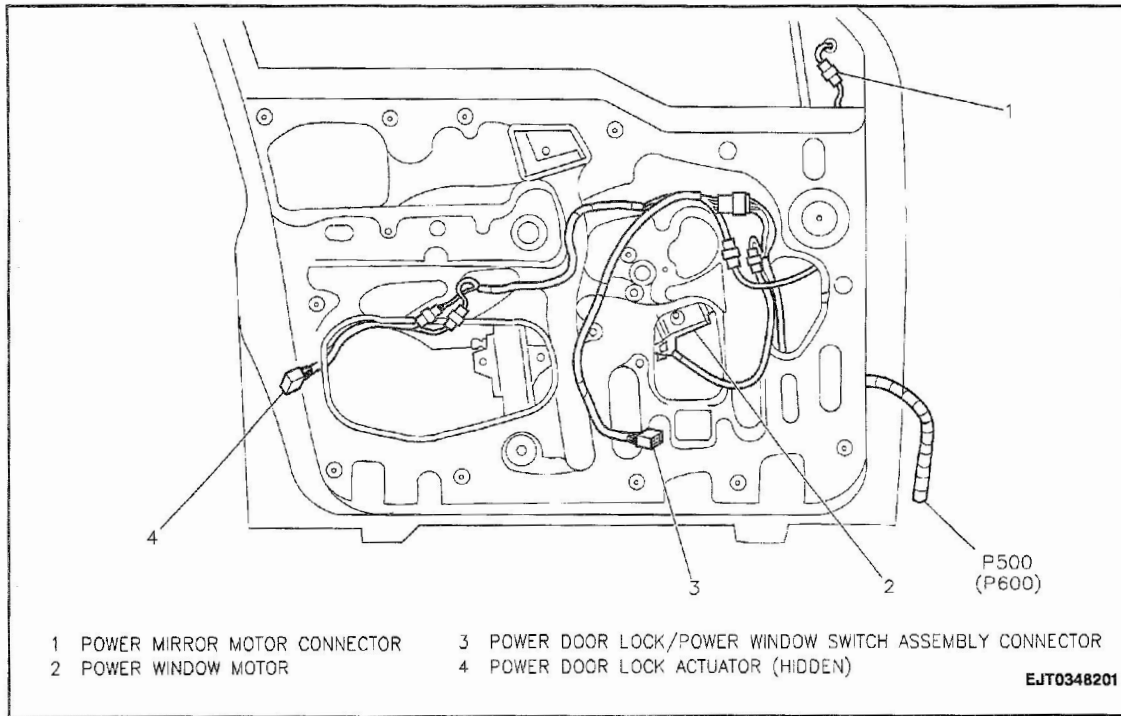 1
P500
(P600)
4
3
2
1 POWER MIRROR MOTOR CONNECTOR
2 POWER WINDOW MOTOR
3 POWER DOOR LOCK/POWER WINDOW SWITCH ASSEMBLY CONNECTOR
4 POWER DOOR LOCK ACTUATOR (HIDDEN)
EJT0348201